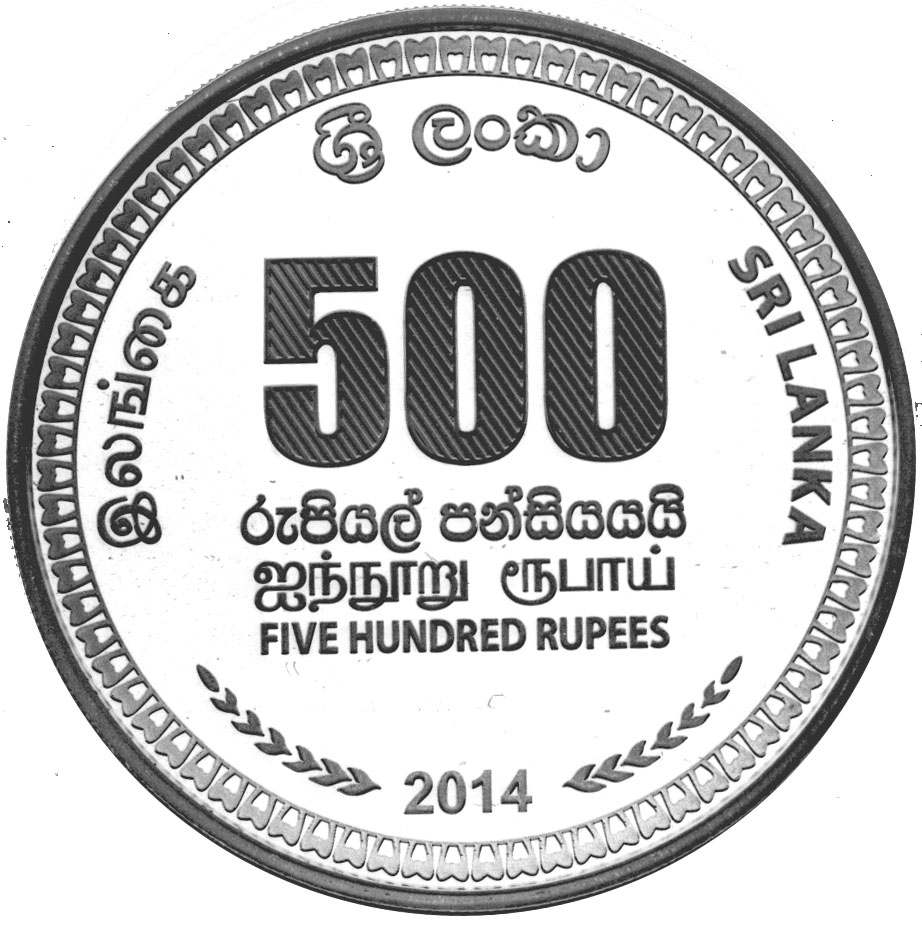 ශ්‍රී ලංකා
இலங்கை
SRI LANKA
500
රුපියල් පන්සියයයි
ஐந்நூறு ரூபாய்
FIVE HUNDRED RUPEES
2014